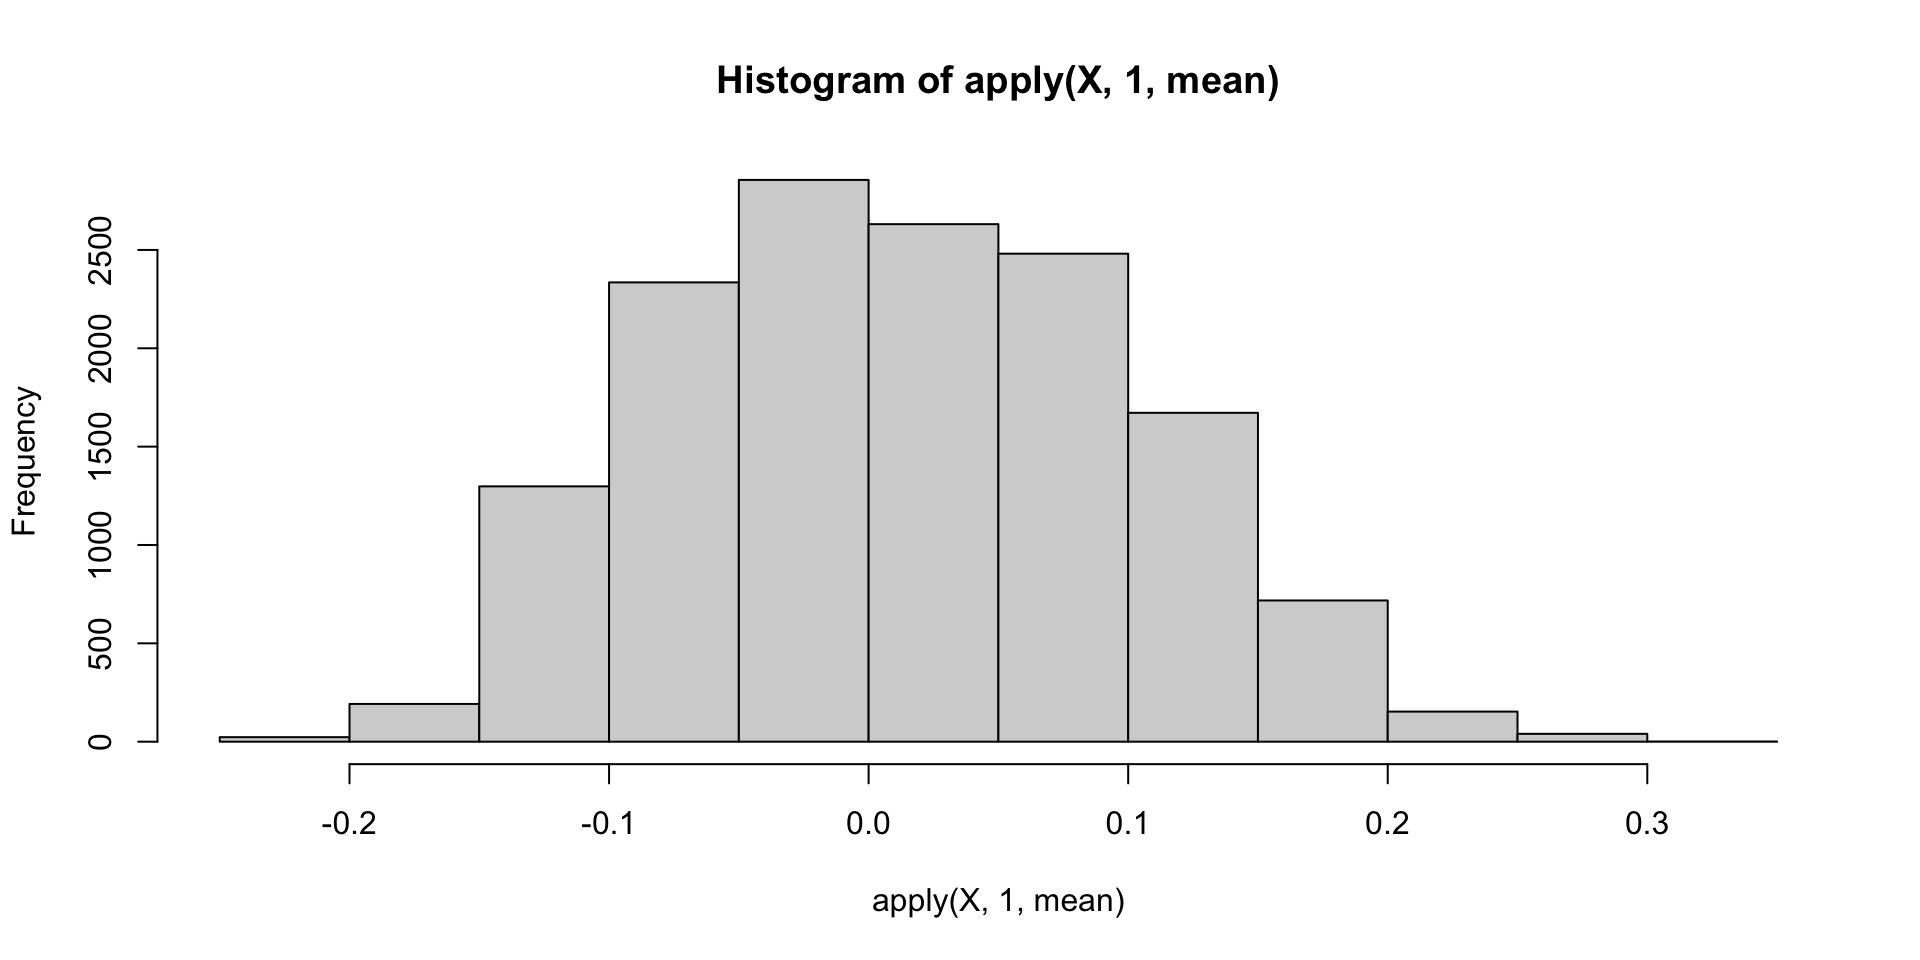 Histogram of apply(X, 1, mean)
Frequency
2500
2000
1500
1000
500
0
-0.2 -0.1 0.0 0.1 0.2 0.3
apply(X, 1, mean)